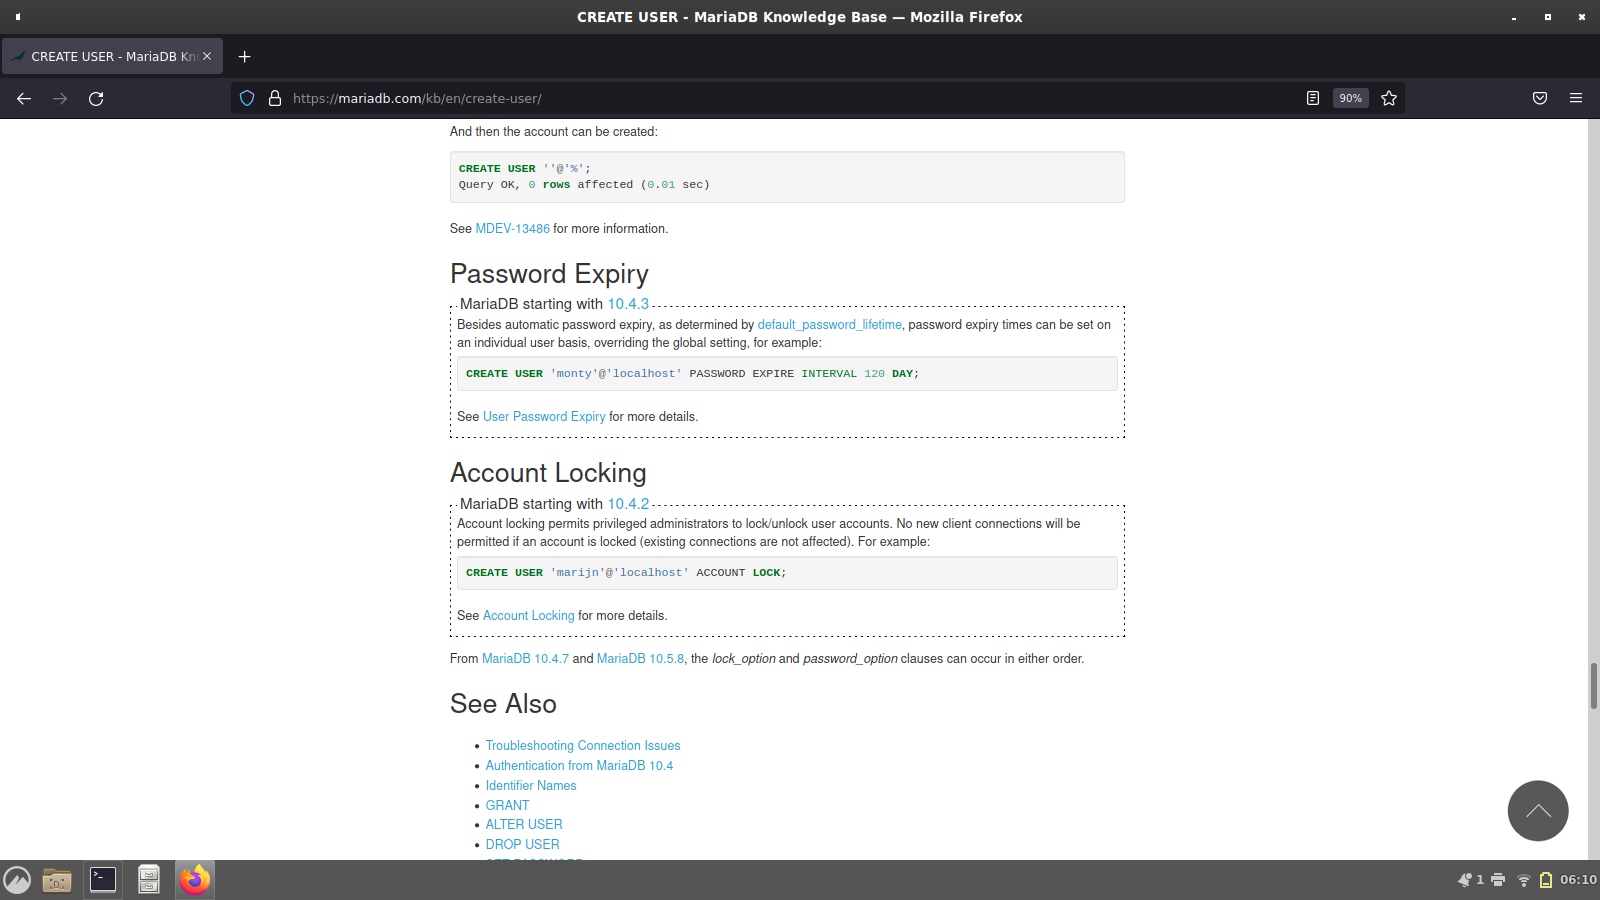 CREATE USER - MariaDB Knowledge Base — Mozilla Firefox
CREATE USER - MariaDB Kn
https://mariadb.com/kb/en/create-user/
90%
And then the account can be created:
CREATE USER ''@'%';
Query OK, 0 rows affected (0.01 sec)
See MDEV-13486 for more information.
Password Expiry
MariaDB starting with 10.4.3
Besides automatic password expiry, as determined by default_password_lifetime, password expiry times can be set on
an individual user basis, overriding the global setting, for example:
CREATE USER 'monty'@'localhost' PASSWORD EXPIRE INTERVAL 120 DAY;
See User Password Expiry for more details.
Account Locking
MariaDB starting with 10.4.2
Account locking permits privileged administrators to lock/unlock user accounts. No new client connections will be
permitted if an account is locked (existing connections are not affected). For example:
CREATE USER 'marijn'@'localhost' ACCOUNT LOCK;
See Account Locking for more details.
From MariaDB 10.4.7 and MariaDB 10.5.8, the lock_option and password_option clauses can occur in either order.
See Also
• Troubleshooting Connection Issues
• Authentication from MariaDB 10.4
• Identifier Names
• GRANT
• ALTER USER
• DROP USER
1
06:10